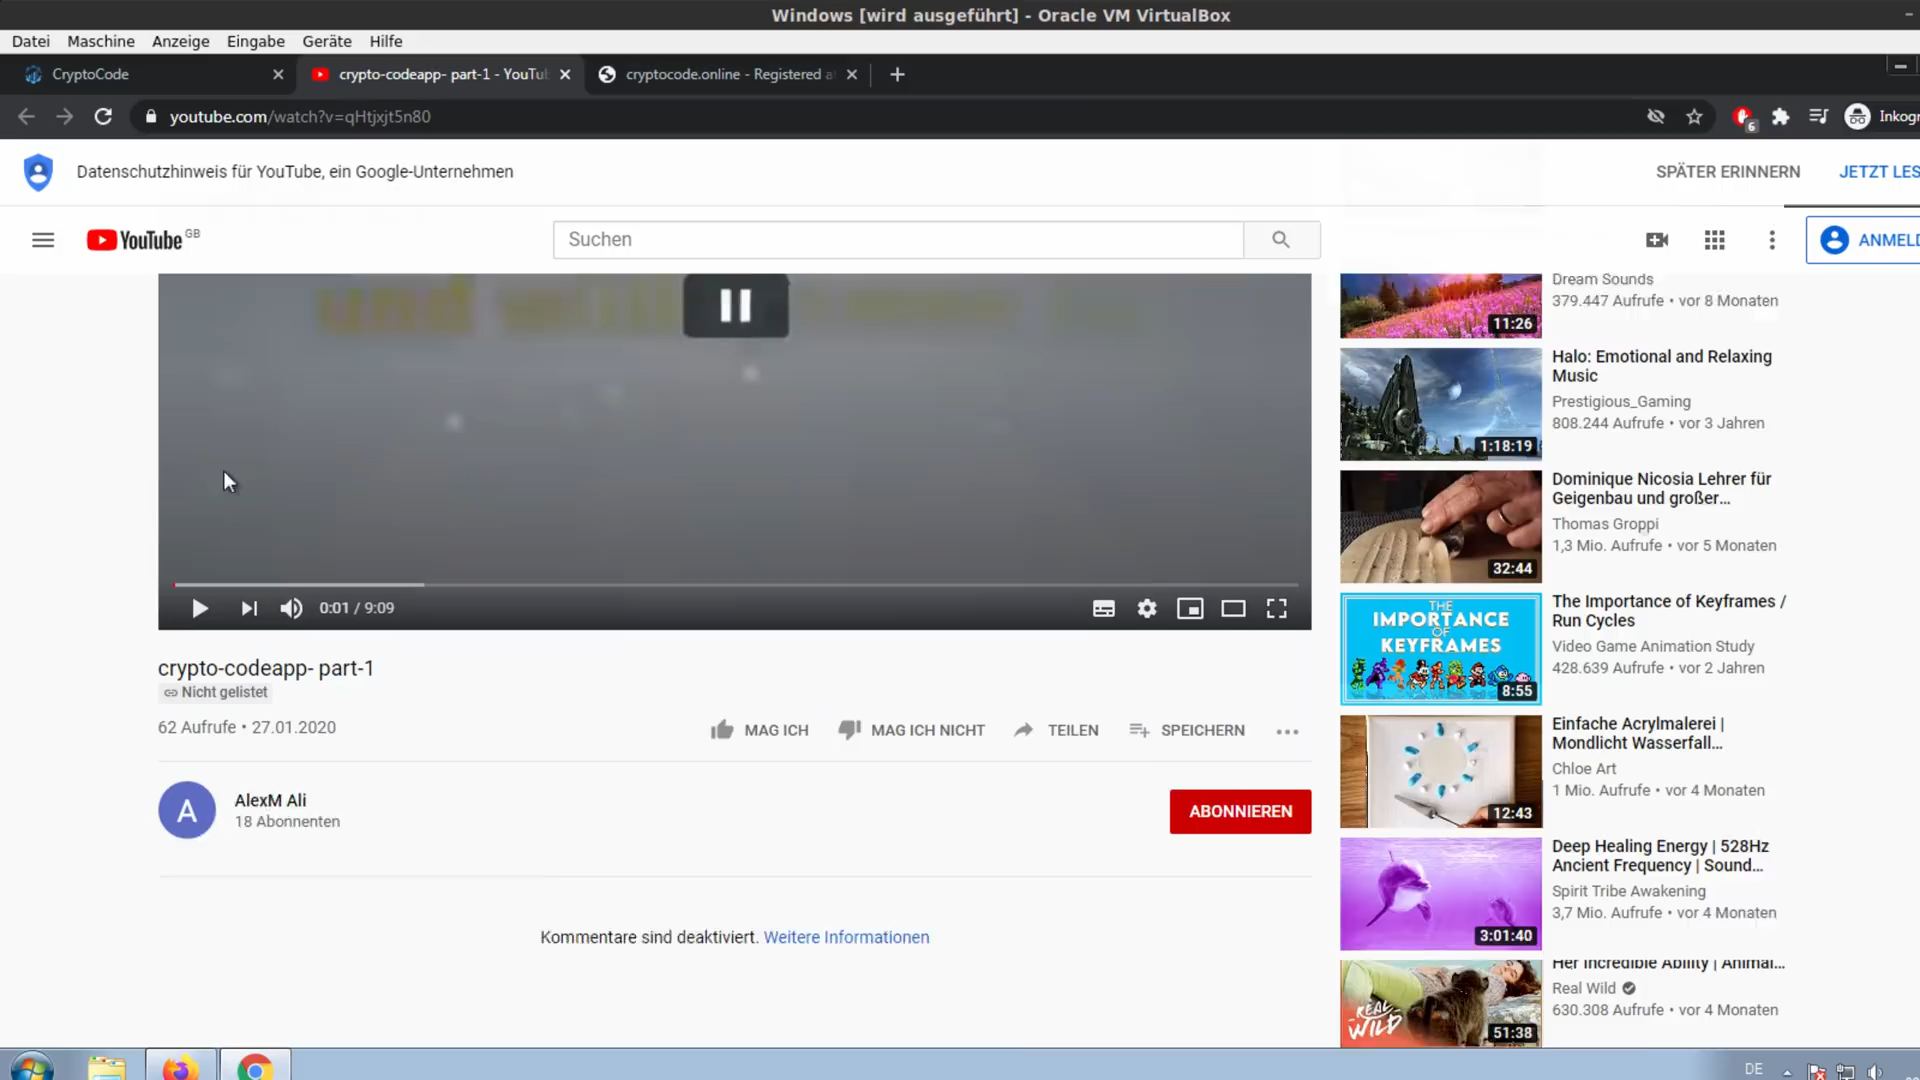 Windows [wird ausgeführt] - Oracle VM VirtualBox
Datei Maschine Anzeige Eingabe Geräte Hilfe
CryptoCode
crypto-codeapp- part-1 - YouTu
cryptocode.online - Registered a
youtube.com/watch?v=qHtjxjt5n80
6
Inkogn
Datenschutzhinweis für YouTube, ein Google-Unternehmen
SPÄTER ERINNERN
JETZT LES
YouTube GB
Suchen
ANMELD
und
0:01 / 9:09
crypto-codeapp- part-1
Nicht gelistet
62 Aufrufe • 27.01.2020
MAG ICH
MAG ICH NICHT
TEILEN
SPEICHERN
A
AlexM Ali
18 Abonnenten
ABONNIEREN
Kommentare sind deaktiviert. Weitere Informationen
11:26
Dream Sounds
379.447 Aufrufe • vor 8 Monaten
1:18:19
Halo: Emotional and Relaxing
Music
Prestigious_Gaming
808.244 Aufrufe • vor 3 Jahren
32:44
Dominique Nicosia Lehrer für
Geigenbau und großer...
Thomas Groppi
1,3 Mio. Aufrufe • vor 5 Monaten
THE
IMPORTANCE
OF
KEYFRAMES
8:55
The Importance of Keyframes /
Run Cycles
Video Game Animation Study
428.639 Aufrufe • vor 2 Jahren
12:43
Einfache Acrylmalerei |
Mondlicht Wasserfall...
Chloe Art
1 Mio. Aufrufe • vor 4 Monaten
3:01:40
Deep Healing Energy | 528Hz
Ancient Frequency | Sound...
Spirit Tribe Awakening
3,7 Mio. Aufrufe • vor 4 Monaten
REAL
WILD
51:38
Her Incredible Ability | Animal...
Real Wild
630.308 Aufrufe • vor 4 Monaten
DE